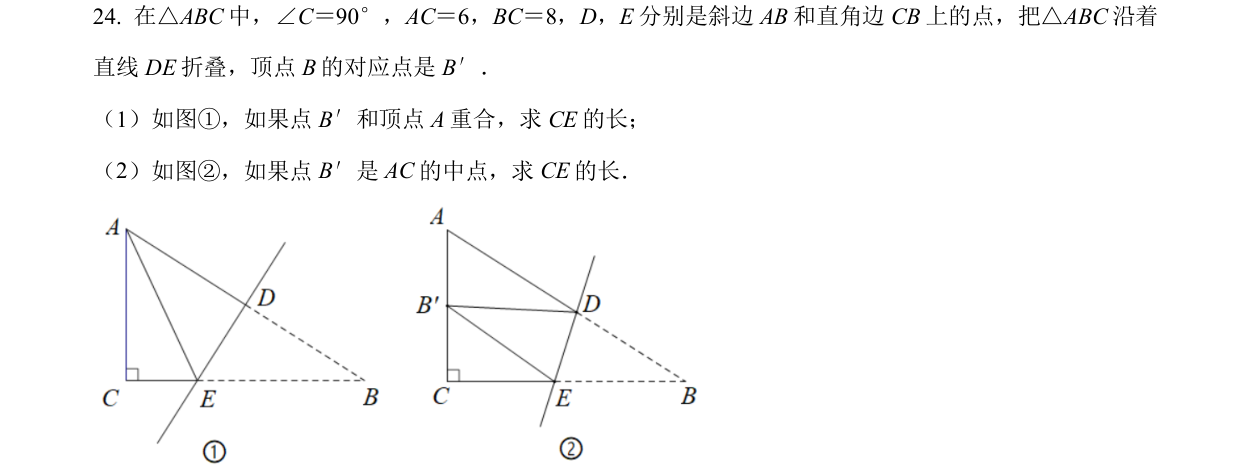 24. 在△ABC中，∠C＝90°，AC＝6，BC＝8，D，E分别是斜边AB和直角边CB上的点，把△ABC沿着
直线DE折叠，顶点B的对应点是B′．
（1）如图①，如果点B′和顶点A重合，求CE的长；
（2）如图②，如果点B′是AC的中点，求CE的长．
A
D
C
E
B
①
A
B'
D
C
E
B
②